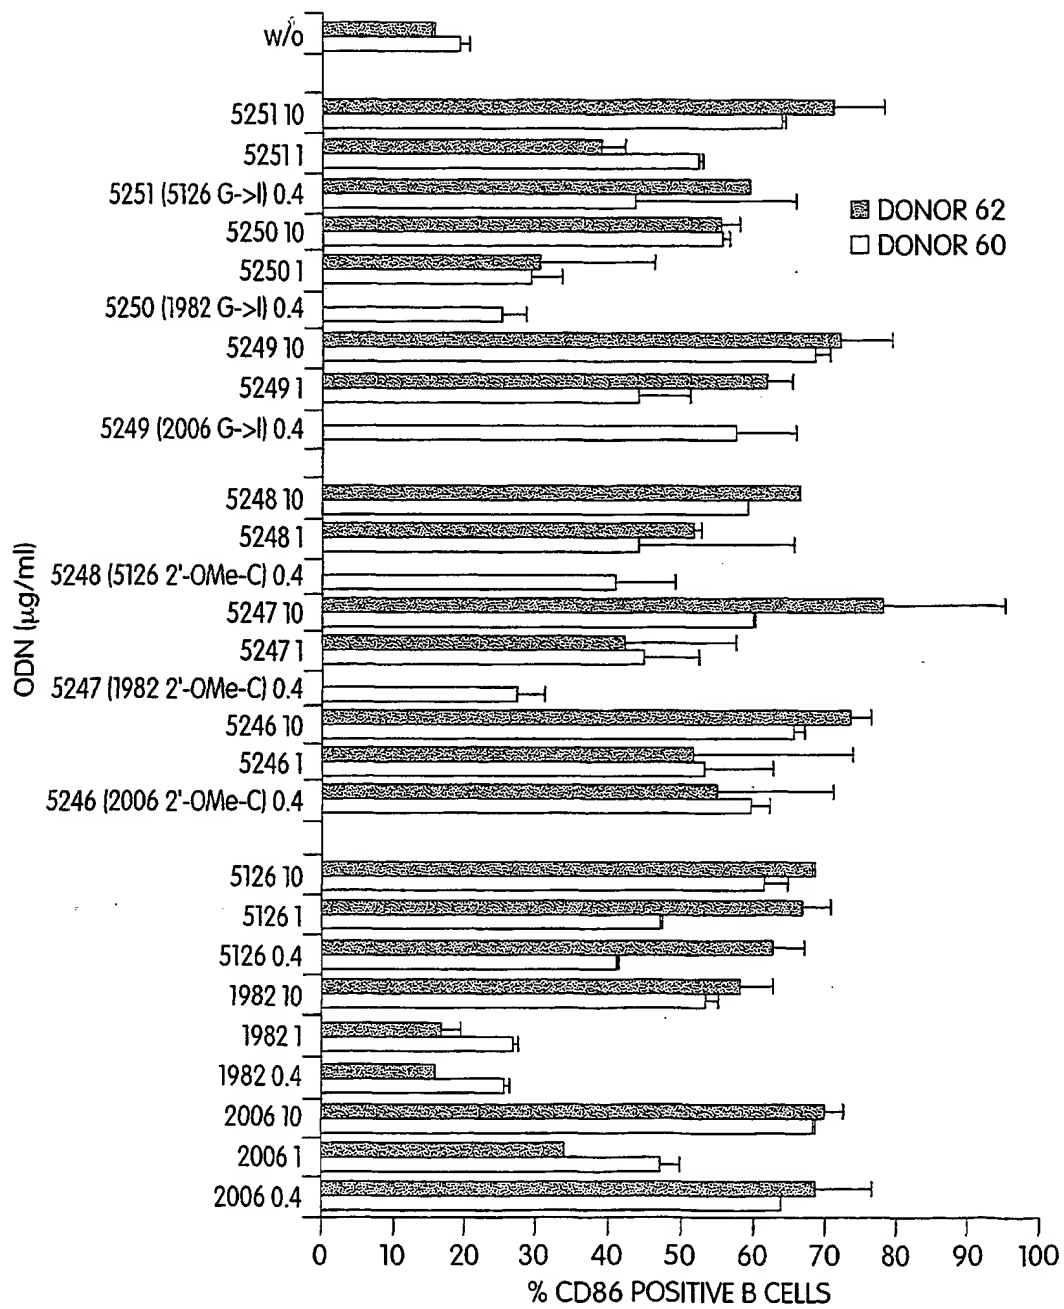 w/o
5251 10
5251 1
5251 (5126 G->I) 0.4
5250 10
5250 1
5250 (1982 G->I) 0.4
5249 10
5249 1
5249 (2006 G->I) 0.4
5248 10
5248 1
5248 (5126 2'-OMe-C) 0.4
5247 10
5247 1
5247 (1982 2'-OMe-C) 0.4
5246 10
5246 1
5246 (2006 2'-OMe-C) 0.4
5126 10
5126 1
5126 0.4
1982 10
1982 1
1982 0.4
2006 10
2006 1
2006 0.4
ODN (µg/ml)
DONOR 62
DONOR 60
0 10 20 30 40 50 60 70 80 90 100
% CD86 POSITIVE B CELLS